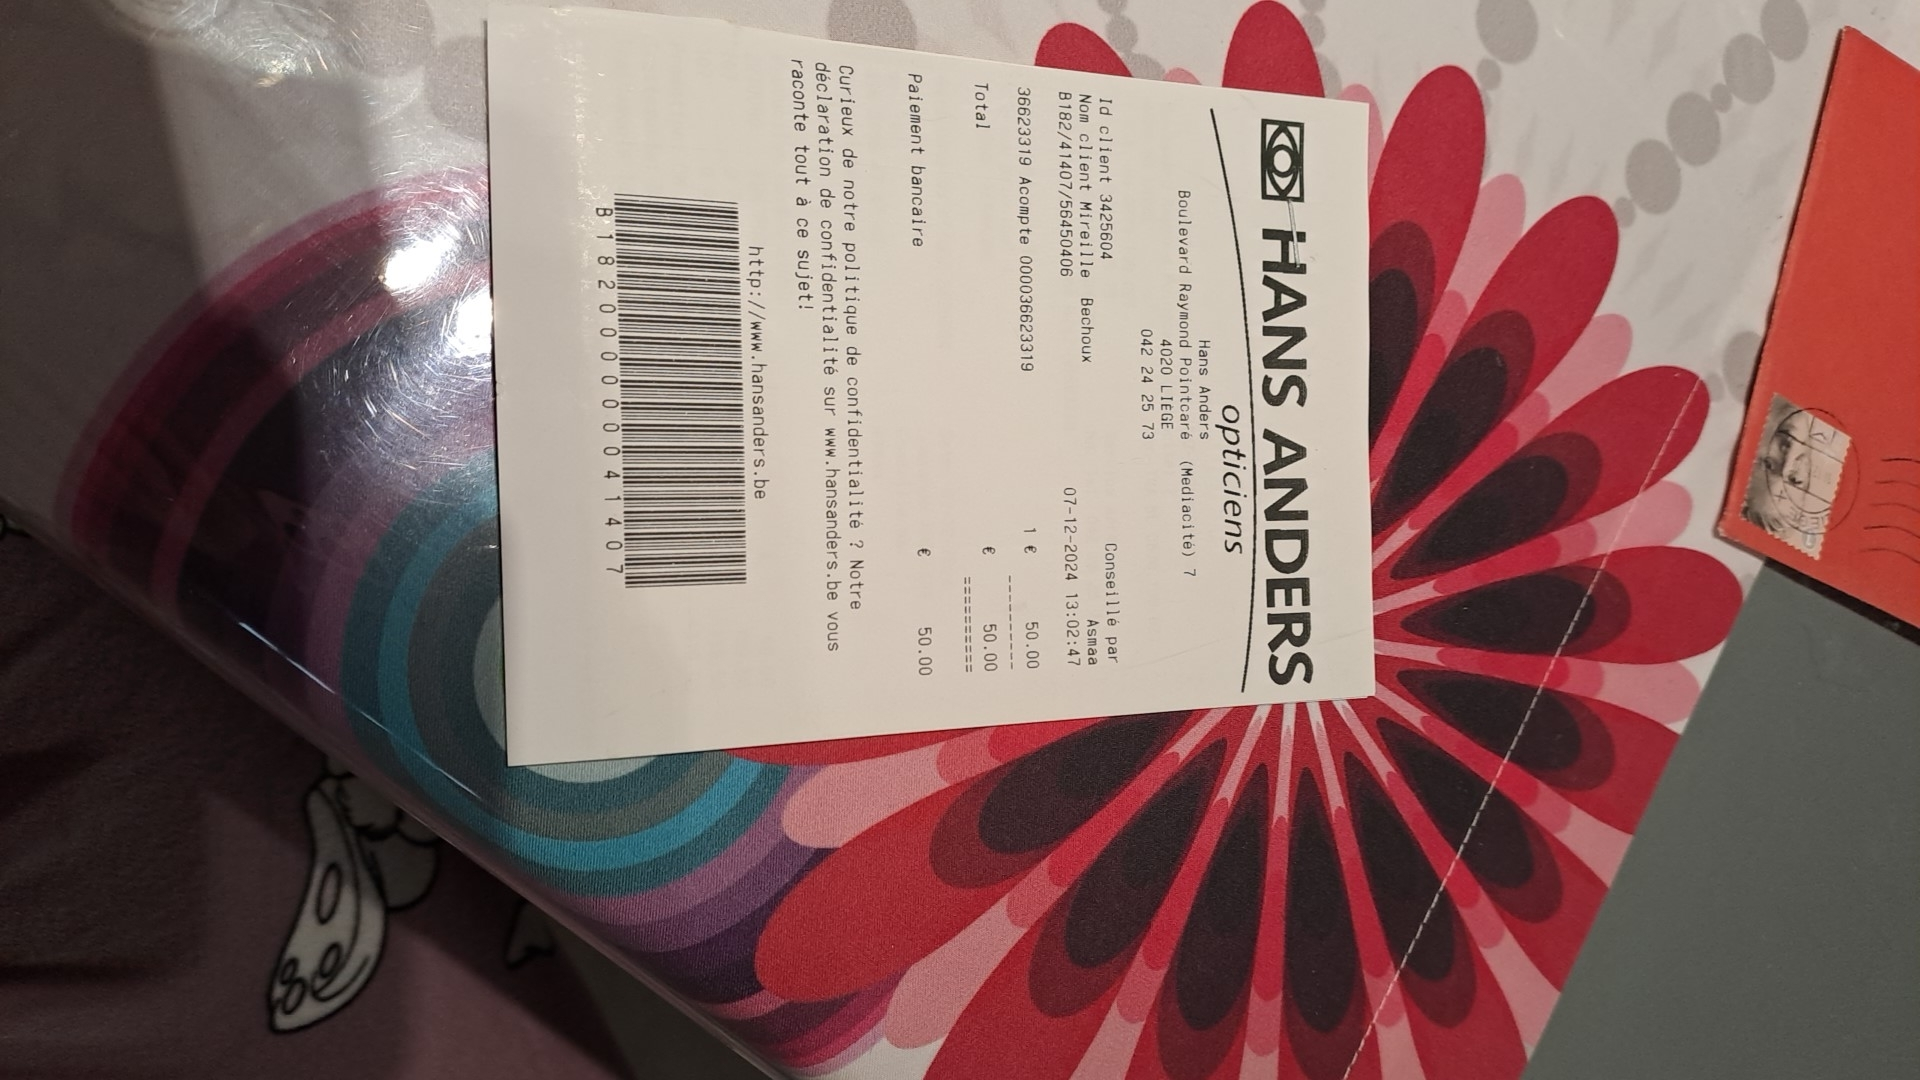 HANS ANDERS
opticiens
Hans Anders
Boulevard Raymond Pointcaré (Mediacité) 7
4020 LIÈGE
042 24 25 73
Conseillé par
Id client 3425604 Asmaa
Nom client Mireille Bechoux
B182/41407/56450406 07-12-2024 13:02:47
36623319 Acompte 000036623319 1 € 50.00
---------
Total € 50.00
=========
Paiement bancaire € 50.00
Curieux de notre politique de confidentialité ? Notre
déclaration de confidentialité sur www.hansanders.be vous
raconte tout à ce sujet!
http://www.hansanders.be
B182000000041407